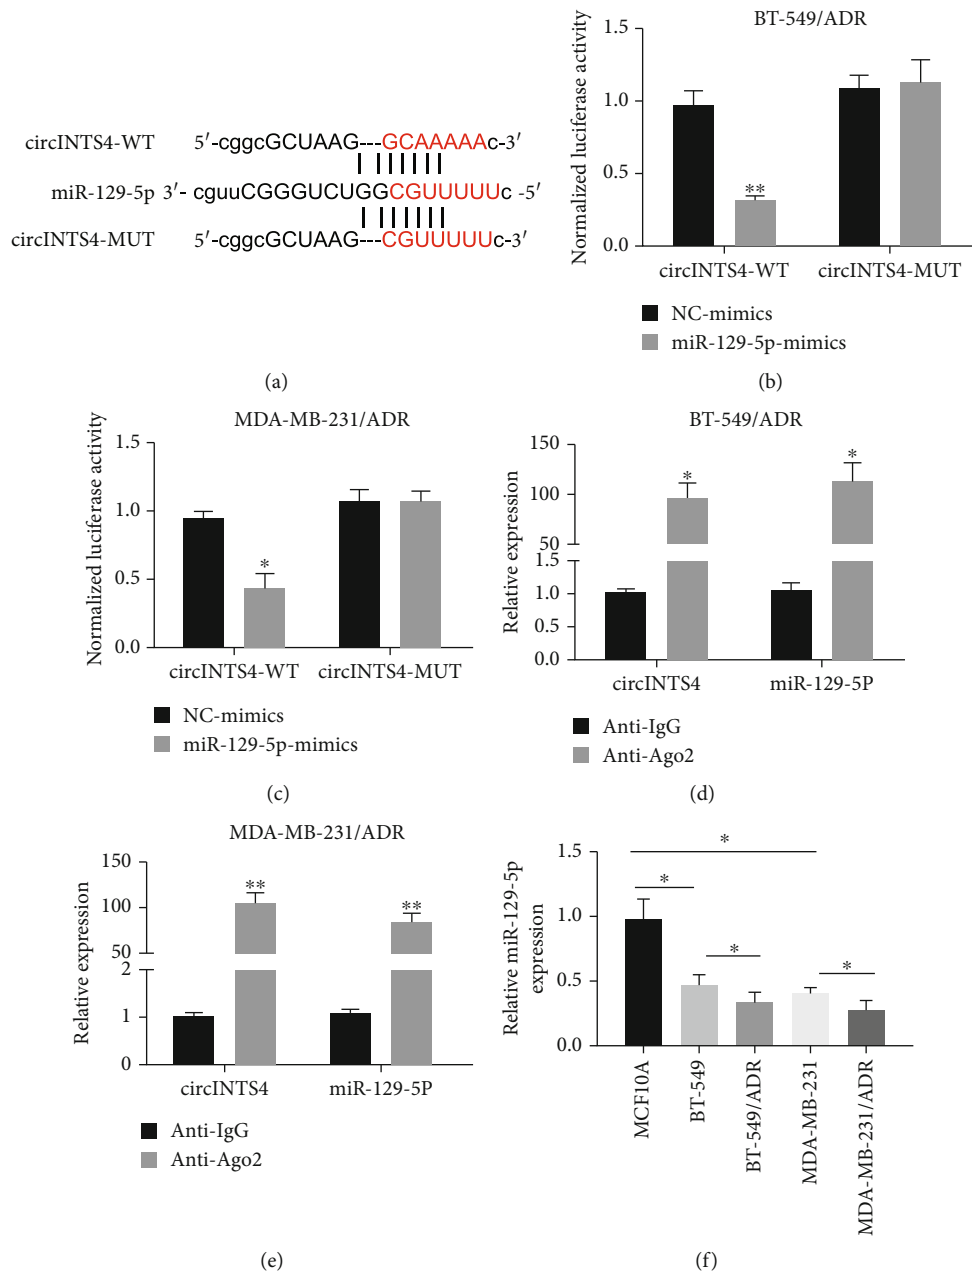 circINTS4-WT 5′-cggcGCUAAG---GCAAAAAc-3′
miR-129-5p 3′- cguuCGGGUCUGGCGUUUUUc -5′
circINTS4-MUT 5′-cggcGCUAAG---CGUUUUUc-3′
(a)
BT-549/ADR
Normalized luciferase activity
1.5
1.0
0.5
0.0
**
circINTS4-WT circINTS4-MUT
NC-mimics
miR-129-5p-mimics
(b)
MDA-MB-231/ADR
Normalized luciferase activity
1.5
1.0
0.5
0.0
*
circINTS4-WT circINTS4-MUT
NC-mimics
miR-129-5p-mimics
(c)
BT-549/ADR
Relative expression
150
100
50
1.5
1.0
0.5
0.0
* *
circINTS4 miR-129-5P
Anti-IgG
Anti-Ago2
(d)
MDA-MB-231/ADR
Relative expression
150
100
50
2
1
0
** **
circINTS4 miR-129-5P
Anti-IgG
Anti-Ago2
(e)
Relative miR-129-5p
expression
1.5
1.0
0.5
0.0
*
*
*
*
MCF10A
BT-549
BT-549/ADR
MDA-MB-231
MDA-MB-231/ADR
(f)